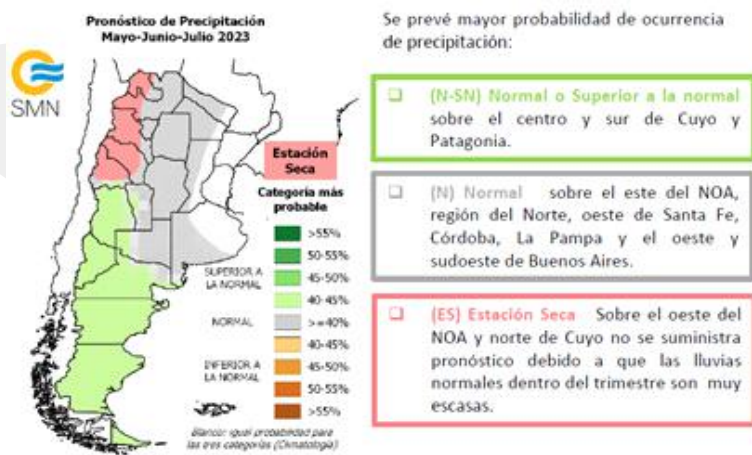 Pronóstico de Precipitación
Mayo-Junio-Julio 2023
SMN
Estación
Seca
Categoría más
probable
SUPERIOR A
LA NORMAL
>55%
50-55%
45-50%
40-45%
NORMAL
>=40%
INFERIOR A
LA NORMAL
40-45%
45-50%
50-55%
>55%
Blanco: igual probabilidad para
las tres categorías (Climatología)
Se prevé mayor probabilidad de ocurrencia
de precipitación:
(N-SN) Normal o Superior a la normal
sobre el centro y sur de Cuyo y
Patagonia.
(N) Normal sobre el este del NOA,
región del Norte, oeste de Santa Fe,
Córdoba, La Pampa y el oeste y
sudoeste de Buenos Aires.
(ES) Estación Seca Sobre el oeste del
NOA y norte de Cuyo no se suministra
pronóstico debido a que las lluvias
normales dentro del trimestre son muy
escasas.